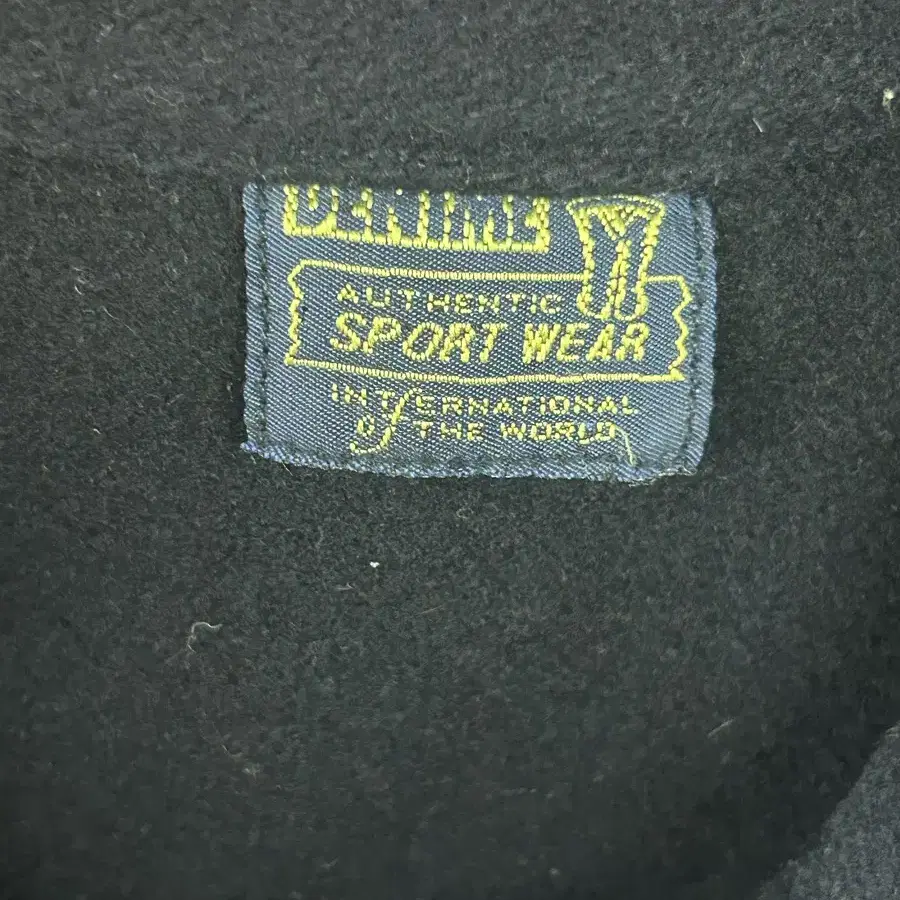 AUTHENTIC
SPORT WEAR
INTERNATIONAL
OF THE WORLD